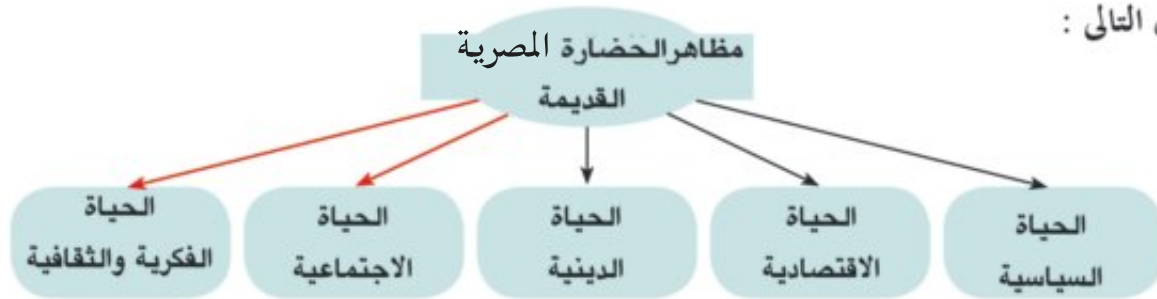 التالى :
مظاهرالحضارة المصرية
القديمة
الحياة
السياسية
الحياة
الاقتصادية
الحياة
الدينية
الحياة
الاجتماعية
الحياة
الفكرية والثقافية